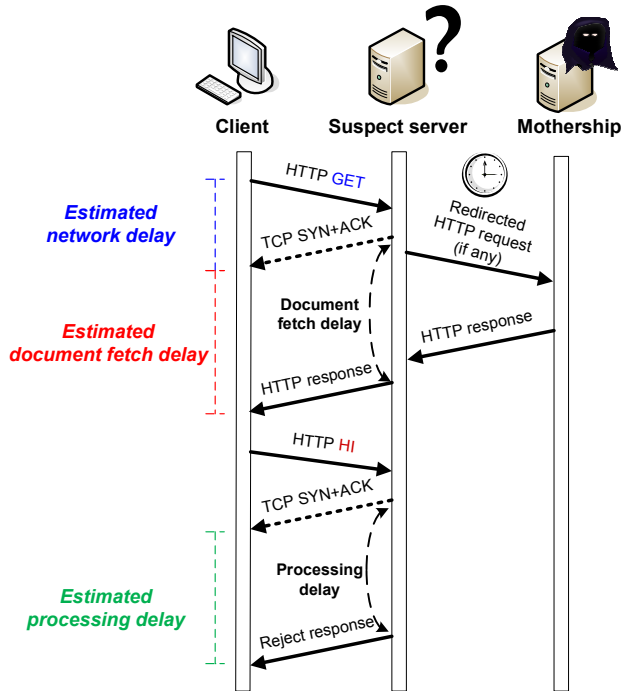 ?
Client
Suspect server
Mothership
HTTP GET
Redirected
HTTP request
(if any)
Estimated
network delay
TCP SYN+ACK
Document
fetch delay
Estimated
document fetch delay
HTTP response
HTTP response
HTTP HI
TCP SYN+ACK
Processing
delay
Estimated
processing delay
Reject response